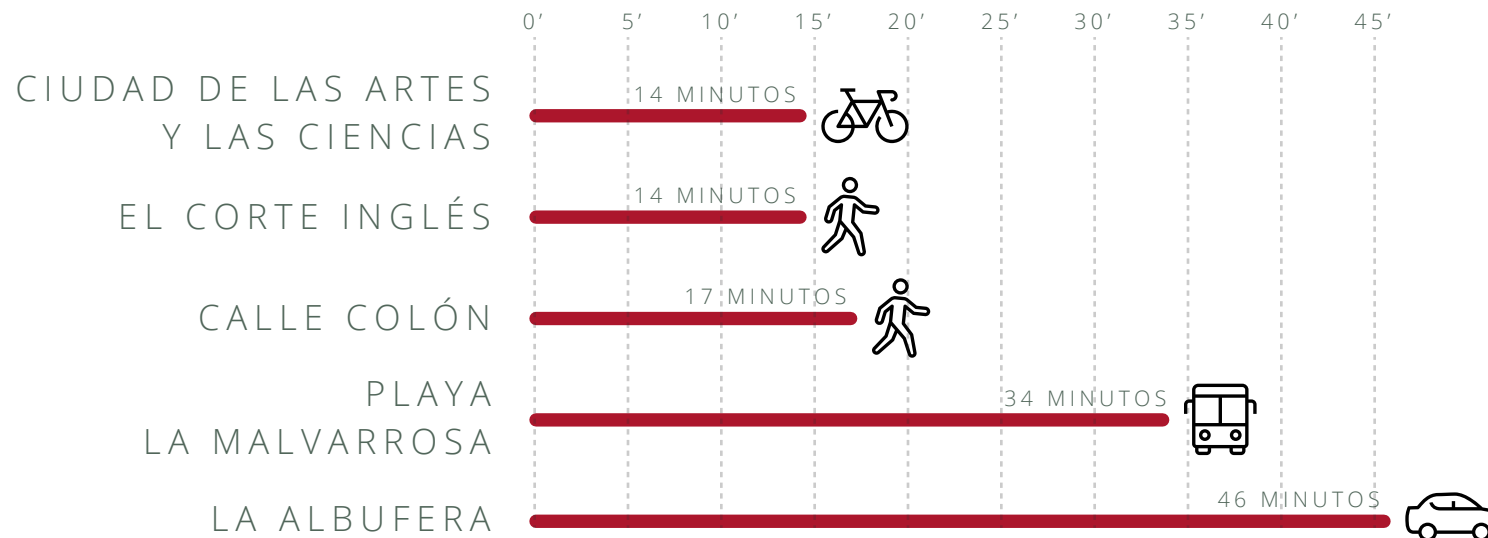 0′ 5′ 10′ 15′ 20′ 25′ 30′ 35′ 40′ 45′
CIUDAD DE LAS ARTES
Y LAS CIENCIAS
14 MINUTOS
EL CORTE INGLÉS
14 MINUTOS
CALLE COLÓN
17 MINUTOS
PLAYA
LA MALVARROSA
34 MINUTOS
LA ALBUFERA
46 MINUTOS